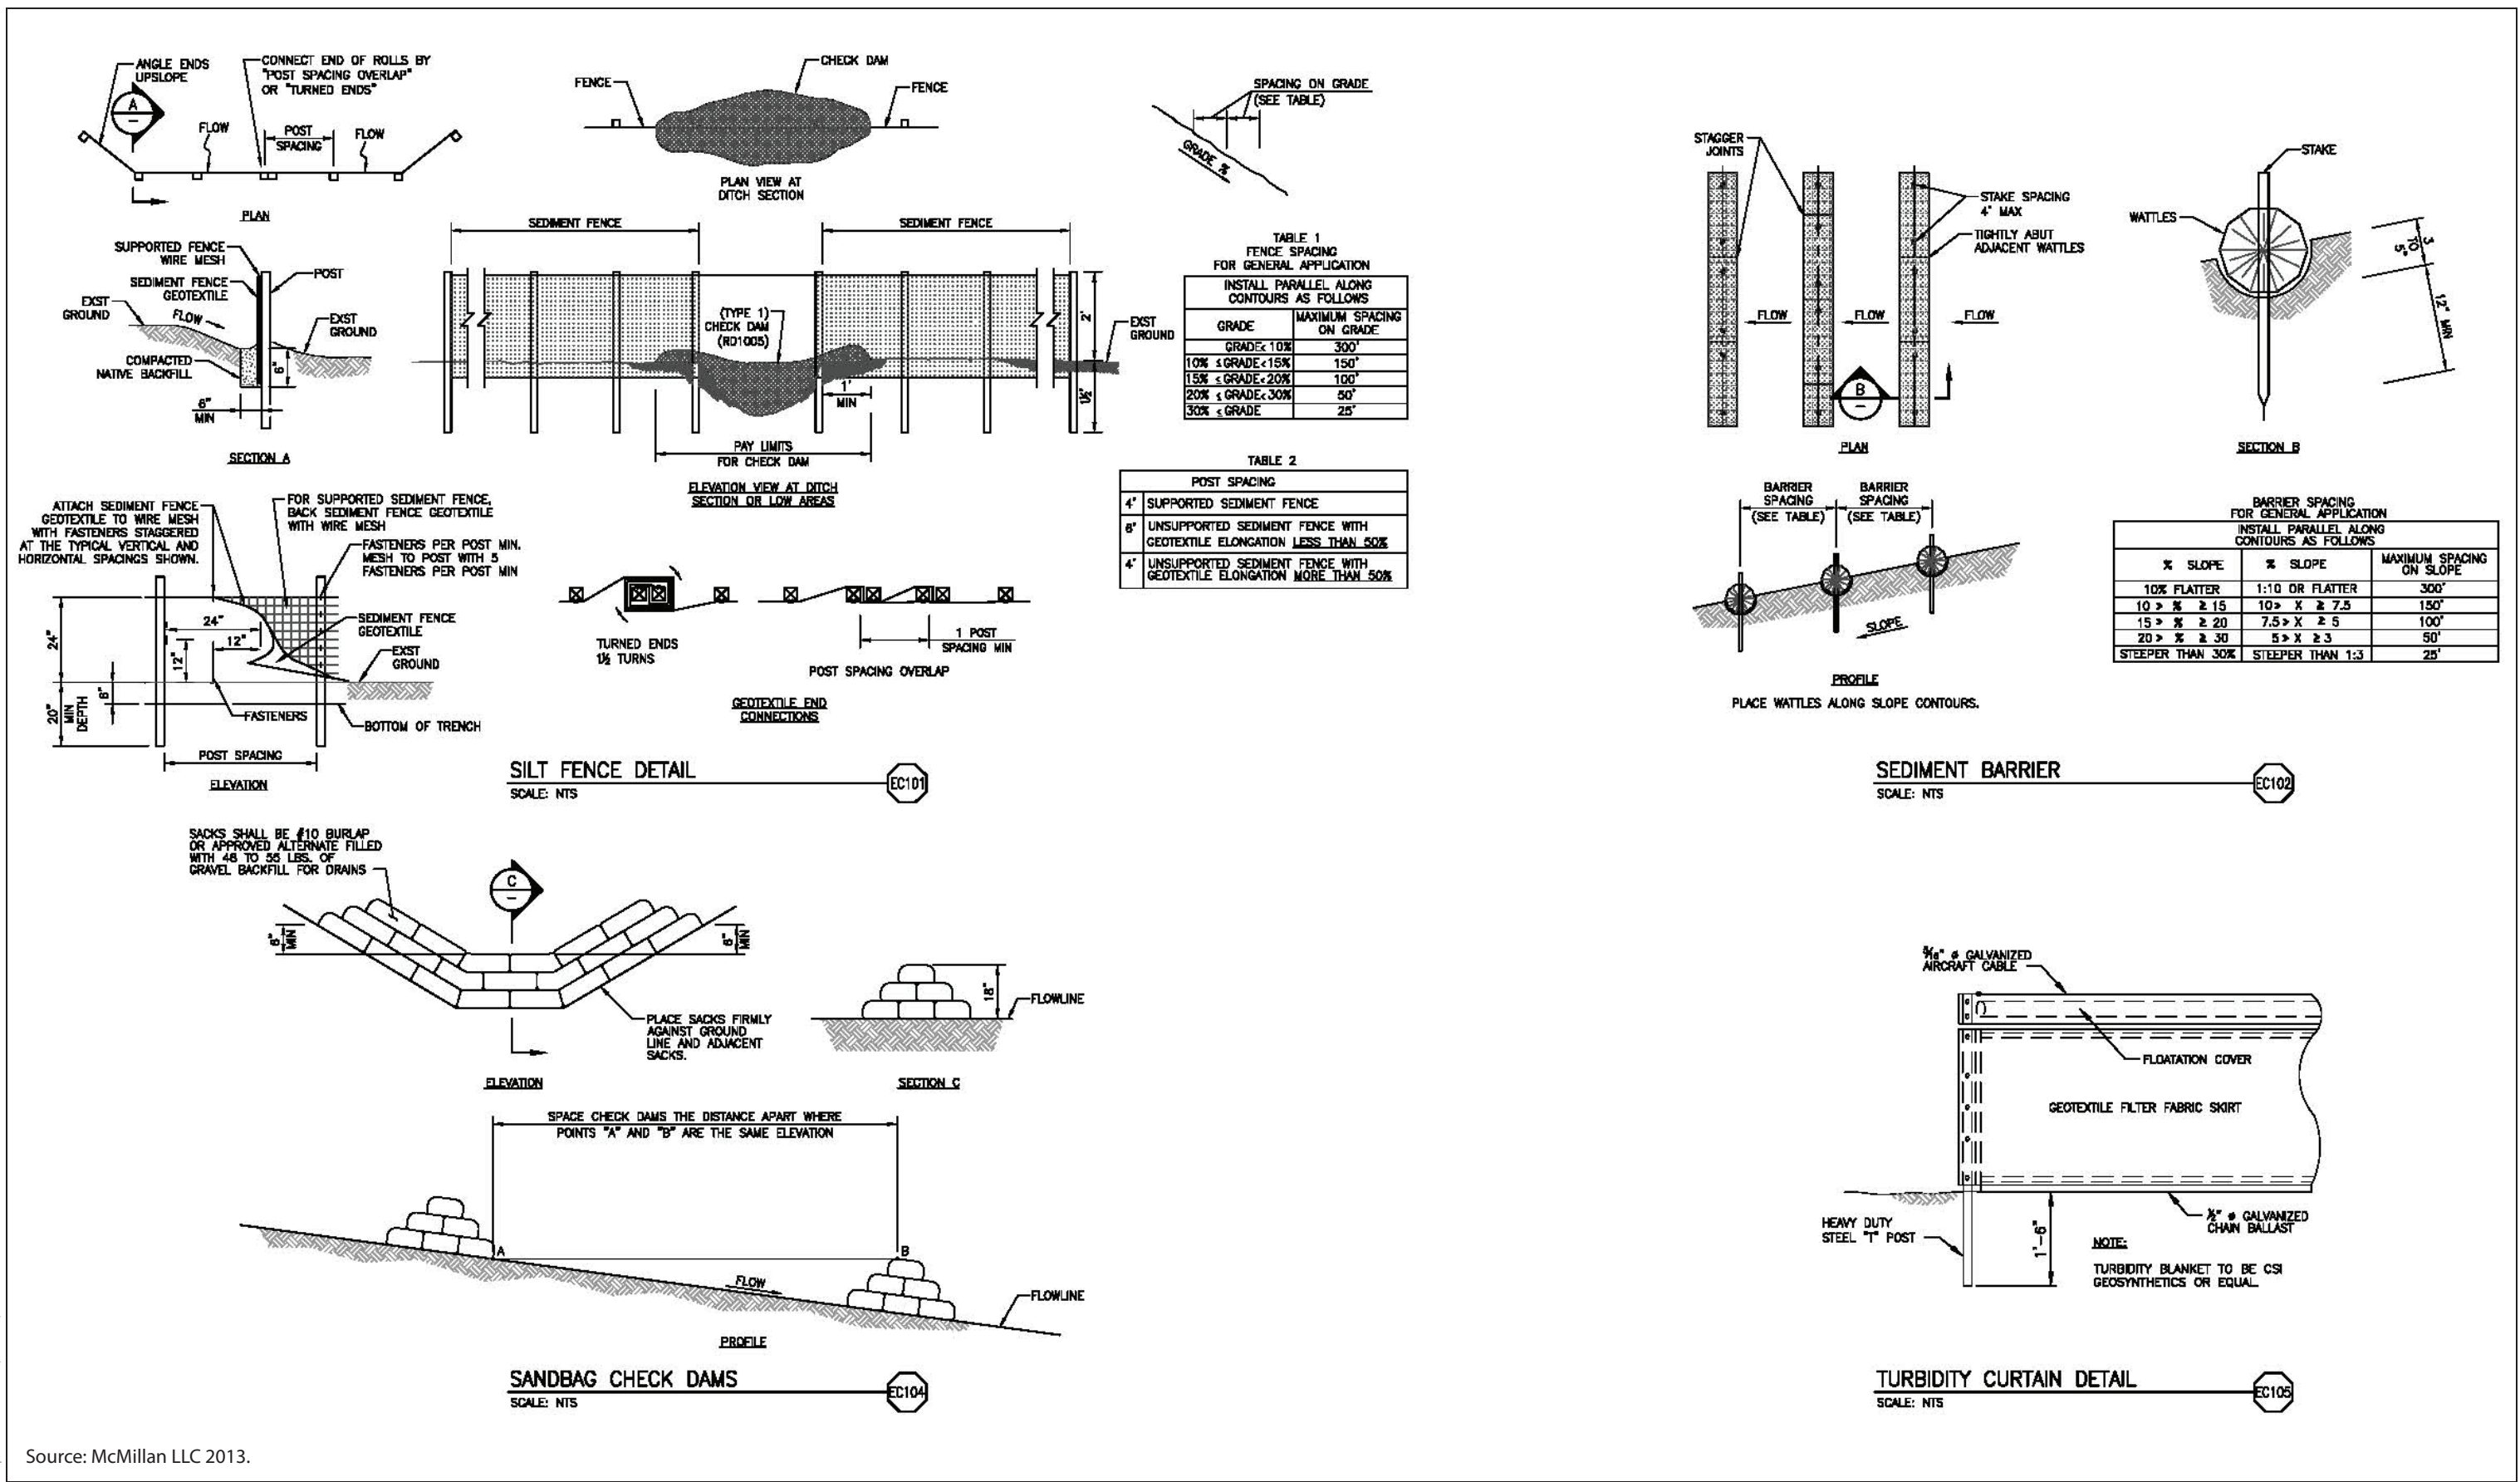 ANGLE ENDS
UPSLOPE
A
CONNECT END OF ROLLS BY
"POST SPACING OVERLAP"
OR "TURNED ENDS"
FLOW
POST
SPACING
FLOW
PLAN
FENCE
CHECK DAM
FENCE
PLAN VIEW AT
DITCH SECTION
SPACING ON GRADE
(SEE TABLE)
GRADE %
SUPPORTED FENCE
WIRE MESH
SEDIMENT FENCE
GEOTEXTILE
POST
EXST
GROUND
FLOW
EXST
GROUND
COMPACTED
NATIVE BACKFILL
6"
6"
MIN
SECTION A
SEDIMENT FENCE
SEDIMENT FENCE
(TYPE 1)
CHECK DAM
(RD1005)
2'
EXST
GROUND
1'
MIN
1½'
PAY LIMITS
FOR CHECK DAM
ELEVATION VIEW AT DITCH
SECTION OR LOW AREAS
TABLE 1
FENCE SPACING
FOR GENERAL APPLICATION
INSTALL PARALLEL ALONG
CONTOURS AS FOLLOWS
GRADE MAXIMUM SPACING
ON GRADE
GRADE< 10% 300'
10% ≤GRADE<15% 150'
15% ≤GRADE<20% 100'
20% ≤GRADE<30% 50'
30% ≤GRADE 25'
TABLE 2
POST SPACING
4' SUPPORTED SEDIMENT FENCE
6' UNSUPPORTED SEDIMENT FENCE WITH
GEOTEXTILE ELONGATION LESS THAN 50%
4' UNSUPPORTED SEDIMENT FENCE WITH
GEOTEXTILE ELONGATION MORE THAN 50%
ATTACH SEDIMENT FENCE
GEOTEXTILE TO WIRE MESH
WITH FASTENERS STAGGERED
AT THE TYPICAL VERTICAL AND
HORIZONTAL SPACINGS SHOWN.
FOR SUPPORTED SEDIMENT FENCE,
BACK SEDIMENT FENCE GEOTEXTILE
WITH WIRE MESH
FASTENERS PER POST MIN.
MESH TO POST WITH 5
FASTENERS PER POST MIN
24"
24"
12"
12"
SEDIMENT FENCE
GEOTEXTILE
EXST
GROUND
6"
20"
MIN
DEPTH
FASTENERS
BOTTOM OF TRENCH
POST SPACING
ELEVATION
TURNED ENDS
1½ TURNS
1 POST
SPACING MIN
POST SPACING OVERLAP
GEOTEXTILE END
CONNECTIONS
SILT FENCE DETAIL
SCALE: NTS
EC101
STAGGER
JOINTS
STAKE SPACING
4' MAX
TIGHTLY ABUT
ADJACENT WATTLES
FLOW
FLOW
FLOW
B
PLAN
STAKE
WATTLES
3
TO
5"
12" MIN
SECTION B
BARRIER
SPACING
(SEE TABLE)
BARRIER
SPACING
(SEE TABLE)
SLOPE
PROFILE
PLACE WATTLES ALONG SLOPE CONTOURS.
BARRIER SPACING
FOR GENERAL APPLICATION
INSTALL PARALLEL ALONG
CONTOURS AS FOLLOWS
% SLOPE % SLOPE MAXIMUM SPACING
ON SLOPE
10% FLATTER 1:10 OR FLATTER 300'
10 > % ≥ 15 10> X ≥ 7.5 150'
15 > % ≥ 20 7.5> X ≥ 5 100'
20 > % ≥ 30 5> X ≥3 50'
STEEPER THAN 30% STEEPER THAN 1:3 25'
SEDIMENT BARRIER
SCALE: NTS
EC102
SACKS SHALL BE #10 BURLAP
OR APPROVED ALTERNATE FILLED
WITH 46 TO 55 LBS. OF
GRAVEL BACKFILL FOR DRAINS
C
6"
MIN
6"
MIN
PLACE SACKS FIRMLY
AGAINST GROUND
LINE AND ADJACENT
SACKS.
ELEVATION
18"
FLOWLINE
SECTION C
SPACE CHECK DAMS THE DISTANCE APART WHERE
POINTS "A" AND "B" ARE THE SAME ELEVATION
A
B
FLOW
FLOWLINE
PROFILE
SANDBAG CHECK DAMS
SCALE: NTS
EC104
ø GALVANIZED
AIRCRAFT CABLE
FLOATATION COVER
GEOTEXTILE FILTER FABRIC SKIRT
HEAVY DUTY
STEEL "T" POST
1'-6"
½" ø GALVANIZED
CHAIN BALLAST
NOTE:
TURBIDITY BLANKET TO BE CSI
GEOSYNTHETICS OR EQUAL
TURBIDITY CURTAIN DETAIL
SCALE: NTS
EC105
Source: McMillan LLC 2013.